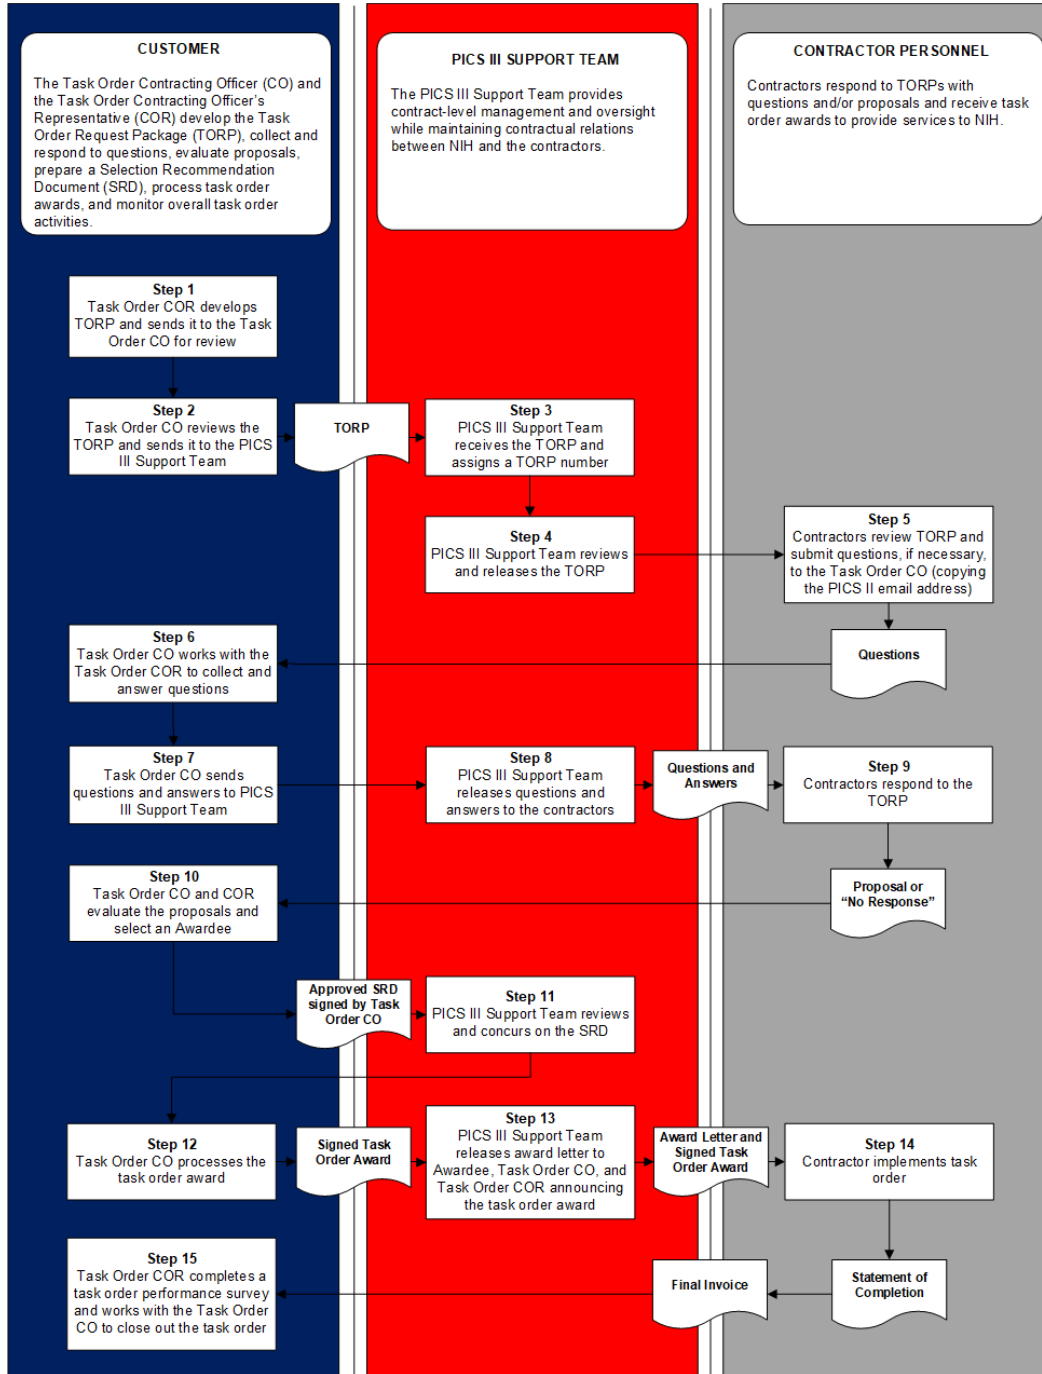 CUSTOMER
The Task Order Contracting Officer (CO) and
the Task Order Contracting Officer's
Representative (COR) develop the Task
Order Request Package (TORP), collect and
respond to questions, evaluate proposals,
prepare a Selection Recommendation
Document (SRD), process task order
awards, and monitor overall task order
activities.
PICS III SUPPORT TEAM
The PICS III Support Team provides
contract-level management and oversight
while maintaining contractual relations
between NIH and the contractors.
CONTRACTOR PERSONNEL
Contractors respond to TORPs with
questions and/or proposals and receive task
order awards to provide services to NIH.
Step 1
Task Order COR develops
TORP and sends it to the Task
Order CO for review
Step 2
Task Order CO reviews the
TORP and sends it to the PICS
III Support Team
TORP
Step 3
PICS III Support Team
receives the TORP and
assigns a TORP number
Step 4
PICS III Support Team reviews
and releases the TORP
Step 5
Contractors review TORP and
submit questions, if necessary,
to the Task Order CO (copying
the PICS II email address)
Questions
Step 6
Task Order CO works with the
Task Order COR to collect and
answer questions
Step 7
Task Order CO sends
questions and answers to PICS
III Support Team
Step 8
PICS III Support Team
releases questions and
answers to the contractors
Questions and
Answers
Step 9
Contractors respond to the
TORP
Proposal or
“No Response”
Step 10
Task Order CO and COR
evaluate the proposals and
select an Awardee
Approved SRD
signed by Task
Order CO
Step 11
PICS III Support Team reviews
and concurs on the SRD
Step 12
Task Order CO processes the
task order award
Signed Task
Order Award
Step 13
PICS III Support Team
releases award letter to
Awardee, Task Order CO, and
Task Order COR announcing
the task order award
Award Letter and
Signed Task
Order Award
Step 14
Contractor implements task
order
Statement of
Completion
Final Invoice
Step 15
Task Order COR completes a
task order performance survey
and works with the Task Order
CO to close out the task order